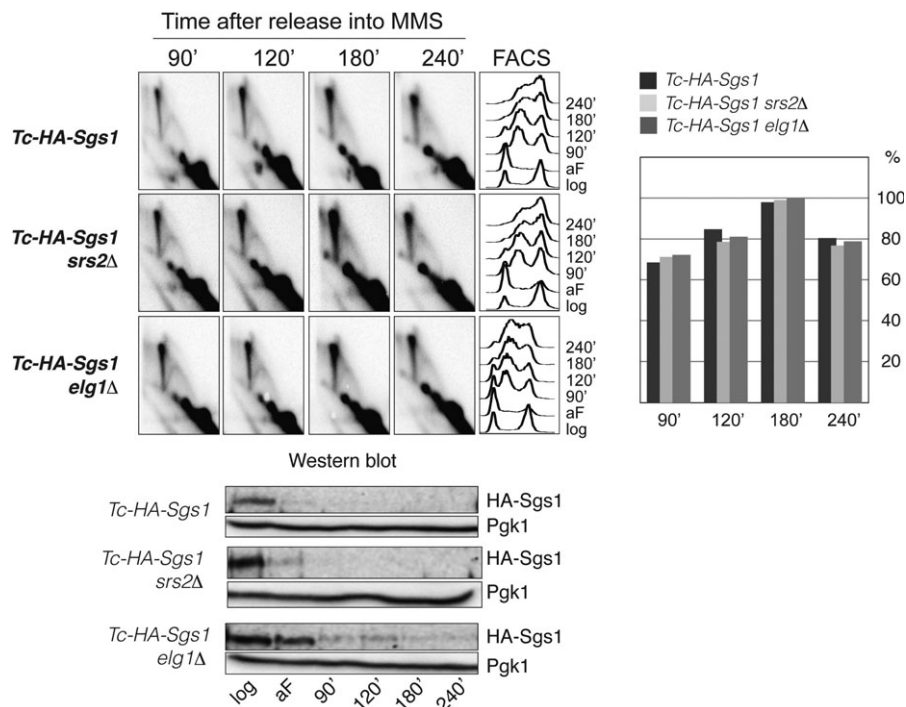 Time after release into MMS
90' 120' 180' 240' FACS
Tc-HA-Sgs1
240'
180'
120'
90'
aF
log
Tc-HA-Sgs1
srs2Δ
240'
180'
120'
90'
aF
log
Tc-HA-Sgs1
elg1Δ
240'
180'
120'
90'
aF
log
Tc-HA-Sgs1
Tc-HA-Sgs1 srs2Δ
Tc-HA-Sgs1 elg1Δ
%
100
80
60
40
20
90' 120' 180' 240'
Western blot
Tc-HA-Sgs1
HA-Sgs1
Pgk1
Tc-HA-Sgs1
srs2Δ
HA-Sgs1
Pgk1
Tc-HA-Sgs1
elg1Δ
HA-Sgs1
Pgk1
log aF 90' 120' 180' 240'